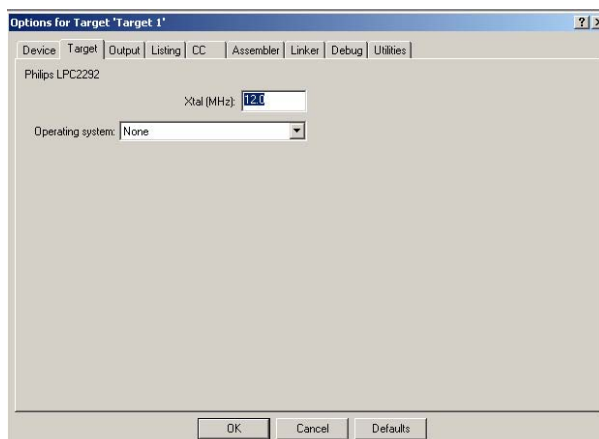 Options for Target 'Target 1'
Device Target Output Listing CC Assembler Linker Debug Utilities
Philips LPC2292
Xtal (MHz): 12.0
Operating system: None
OK Cancel Defaults